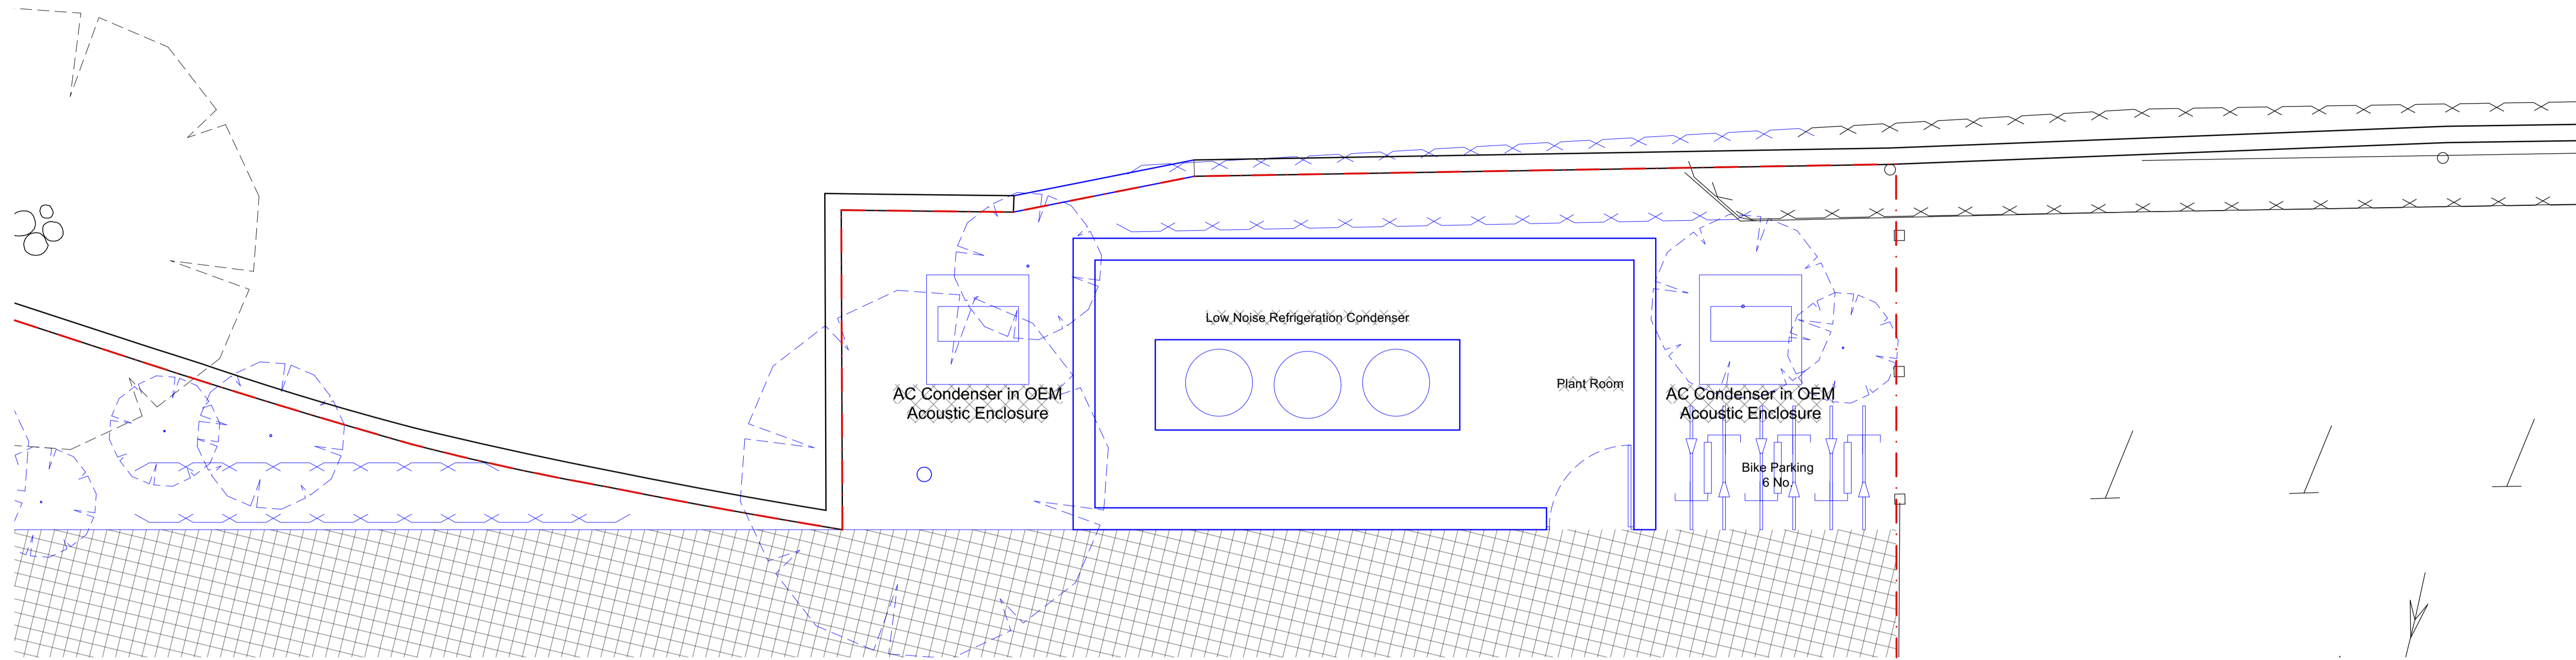 Low Noise Refrigeration Condenser
Plant Room
AC Condenser in OEM
Acoustic Enclosure
AC Condenser in OEM
Acoustic Enclosure
Bike Parking
6 No.